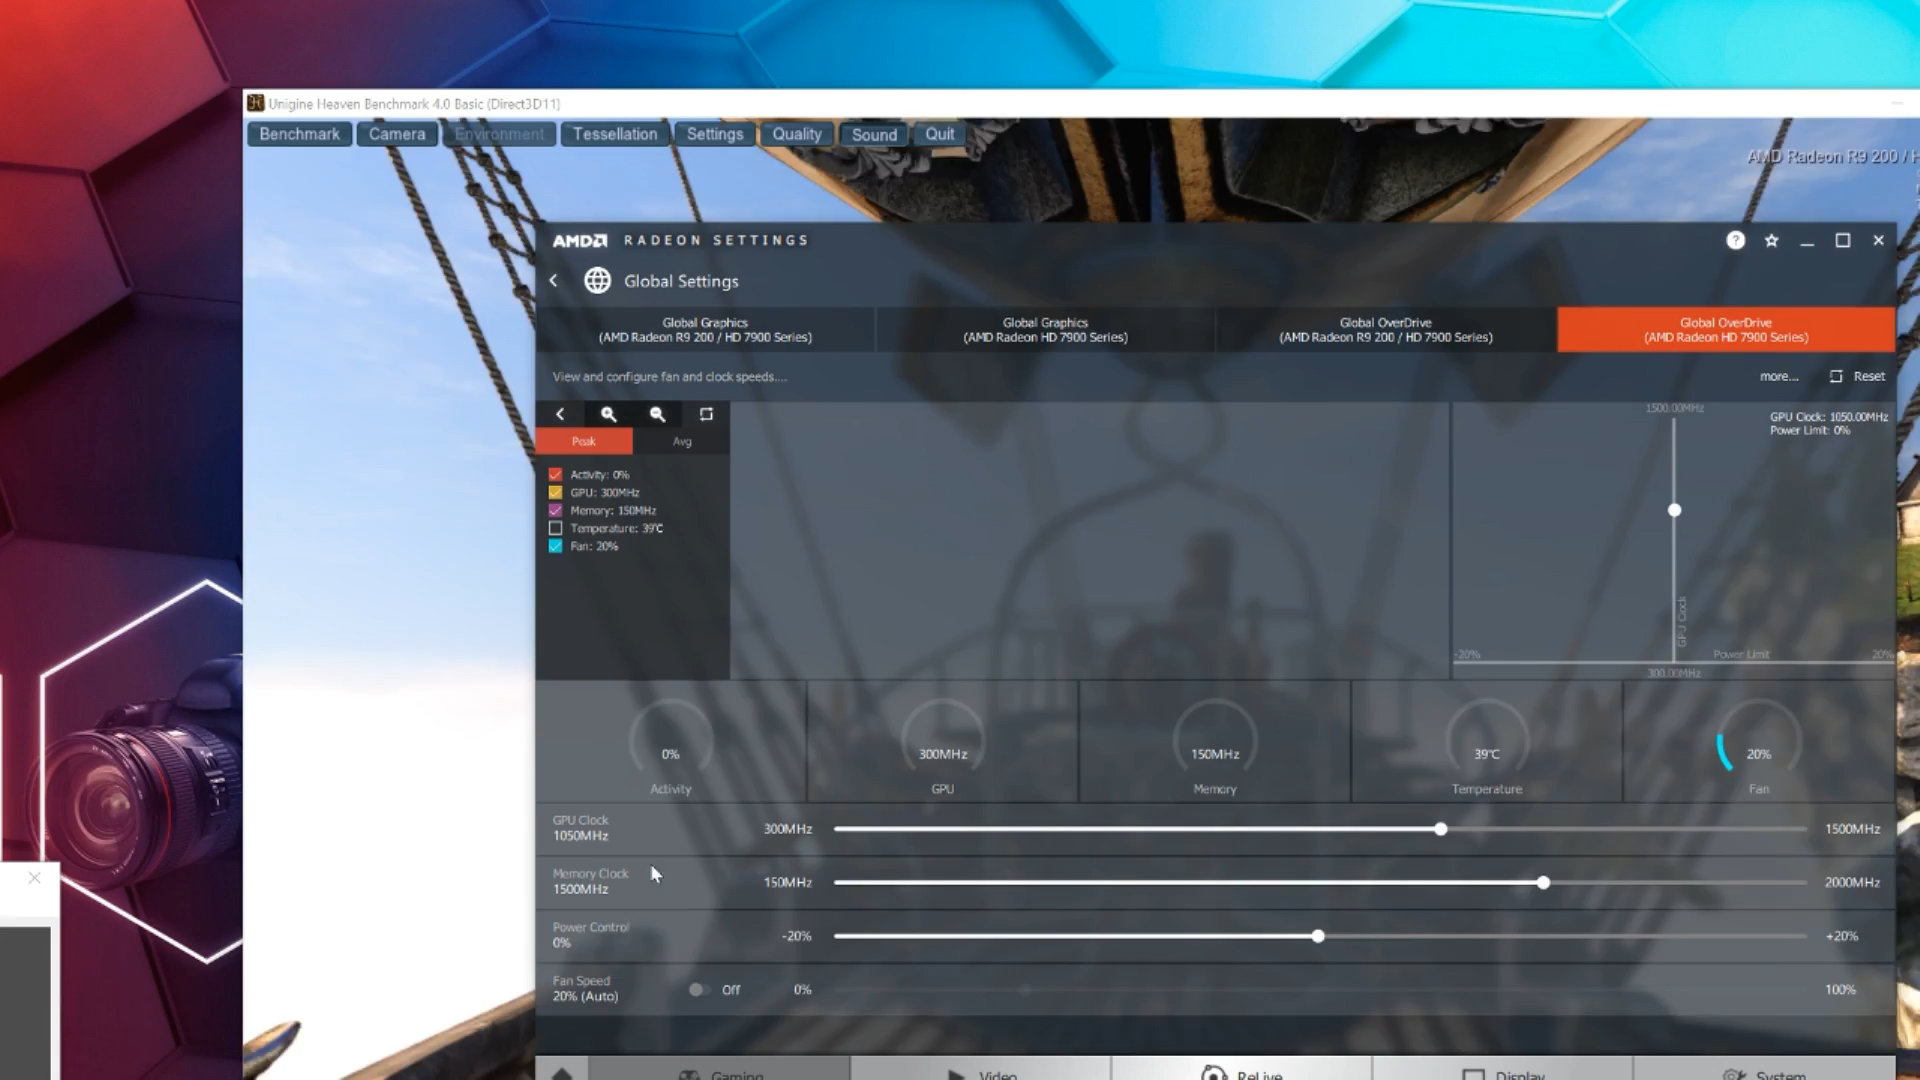 Unigine Heaven Benchmark 4.0 Basic (Direct3D11)
Benchmark Camera Environment Tessellation Settings Quality Sound Quit
AMD Radeon R9 200 / H
AMD RADEON SETTINGS
Global Settings
Global Graphics
(AMD Radeon R9 200 / HD 7900 Series)
Global Graphics
(AMD Radeon HD 7900 Series)
Global OverDrive
(AMD Radeon R9 200 / HD 7900 Series)
Global OverDrive
(AMD Radeon HD 7900 Series)
View and configure fan and clock speeds....
more...
Reset
Peak
Avg
Activity: 0%
GPU: 300MHz
Memory: 150MHz
Temperature: 39℃
Fan: 20%
1500.00MHz
GPU Clock: 1050.00MHz
Power Limit: 0%
GPU Clock
-20%
Power Limit
20%
300.00MHz
0%
Activity
300MHz
GPU
150MHz
Memory
39℃
Temperature
20%
Fan
GPU Clock
1050MHz
300MHz
1500MHz
Memory Clock
1500MHz
150MHz
2000MHz
Power Control
0%
-20%
+20%
Fan Speed
20% (Auto)
Off
0%
100%
Gaming
Video
ReLive
Display
System